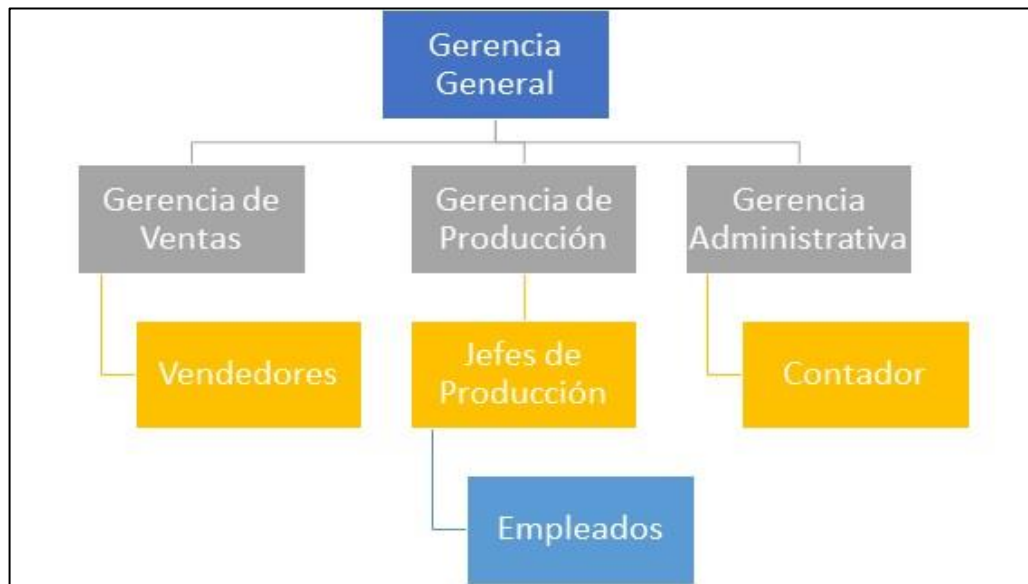 Gerencia
General
Gerencia de
Ventas
Gerencia de
Producción
Gerencia
Administrativa
Vendedores
Jefes de
Producción
Contador
Empleados